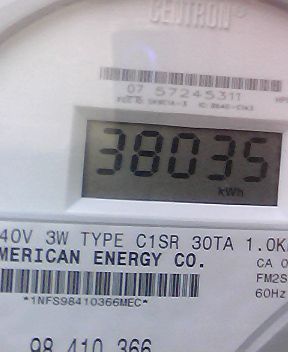 CENTRON
07 57245311
38035
kWh
40V 3W TYPE C1SR 30TA 1.0K
MERICAN ENERGY CO.
CA 0
FM2S
60Hz
*1NFS98410366MEC*
98 410 366